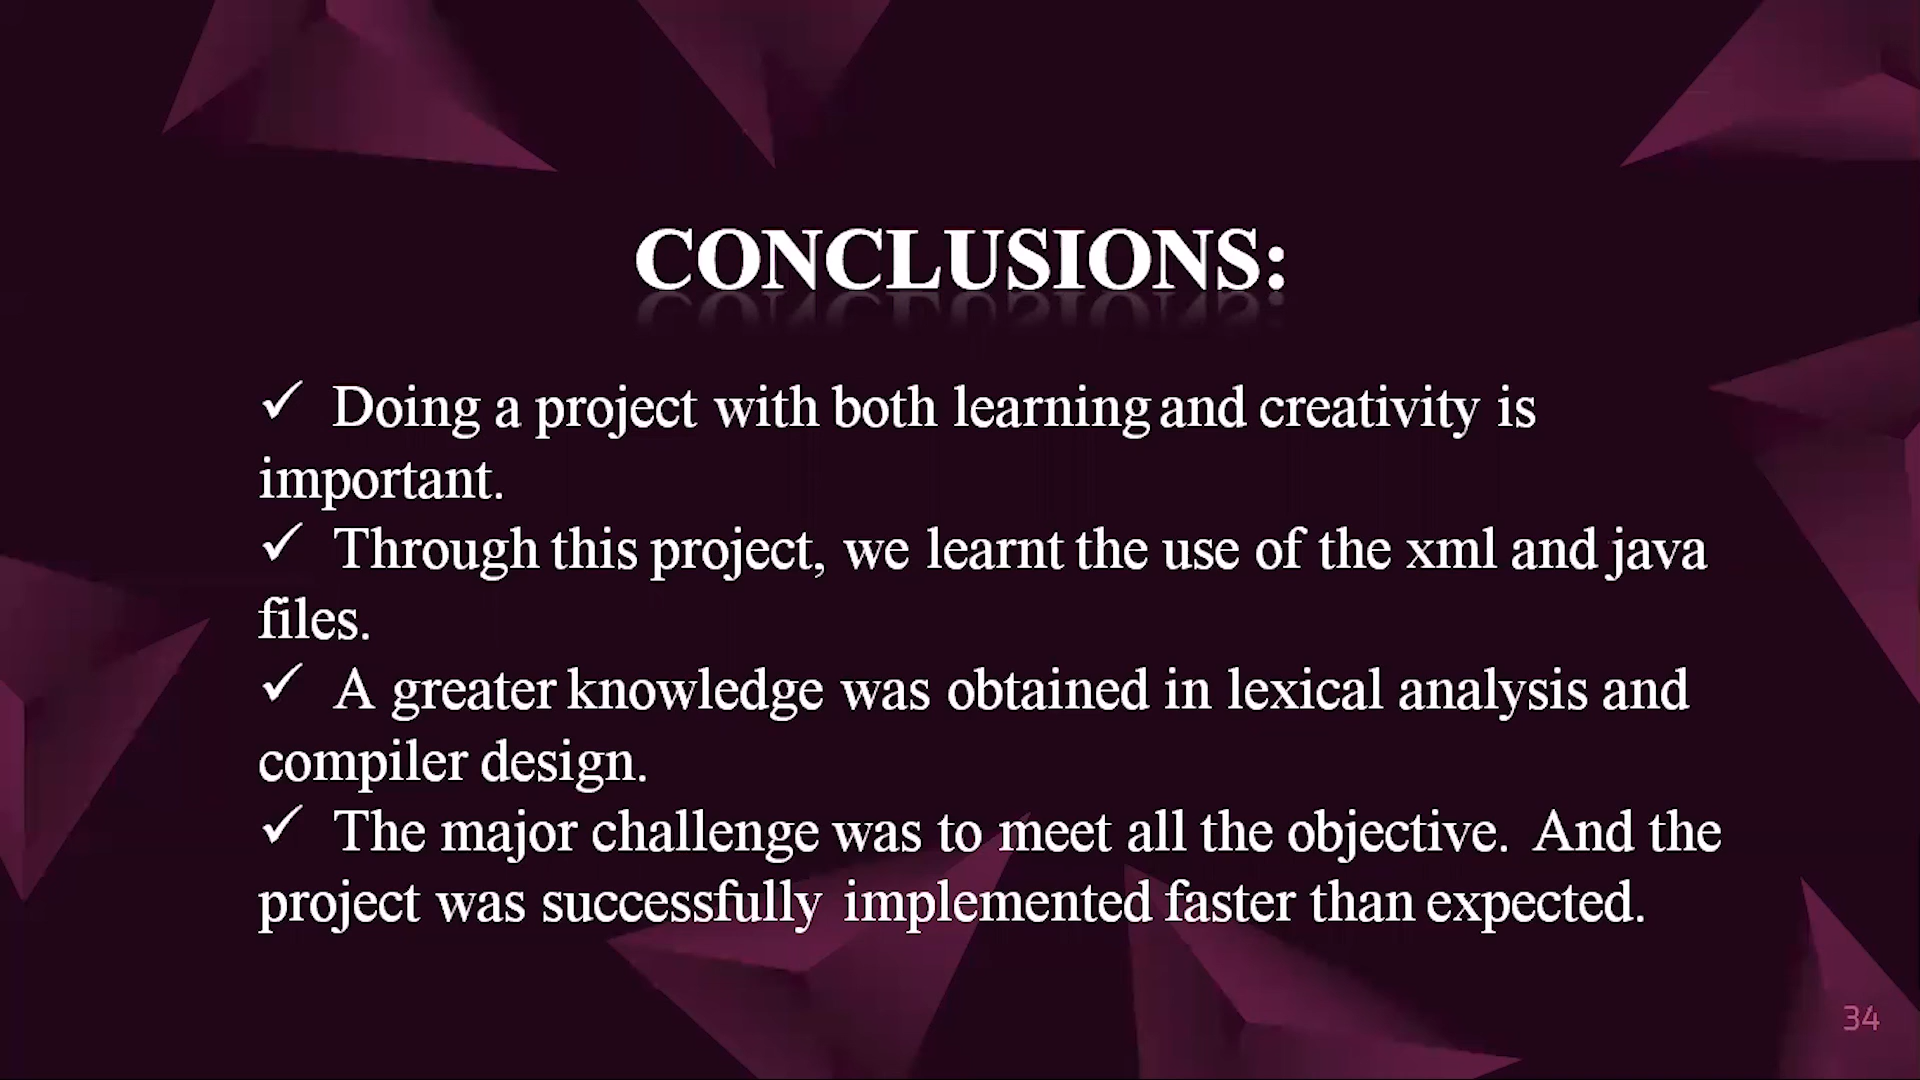 CONCLUSIONS:
✓ Doing a project with both learning and creativity is
important.
✓ Through this project, we learnt the use of the xml and java
files.
✓ A greater knowledge was obtained in lexical analysis and
compiler design.
✓ The major challenge was to meet all the objective. And the
project was successfully implemented faster than expected.
34